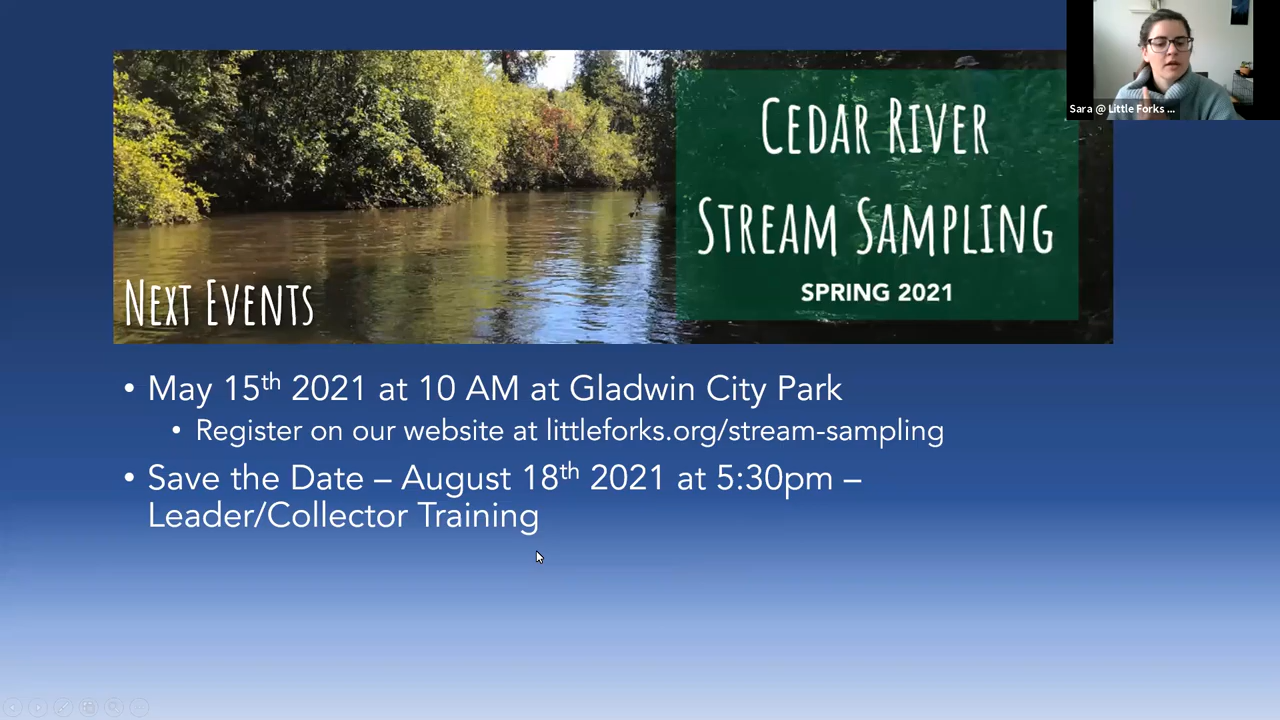 Sara @ Little Forks ...
CEDAR RIVER
STREAM SAMPLING
SPRING 2021
NEXT EVENTS
• May 15th 2021 at 10 AM at Gladwin City Park
• Register on our website at littleforks.org/stream-sampling
• Save the Date – August 18th 2021 at 5:30pm –
Leader/Collector Training